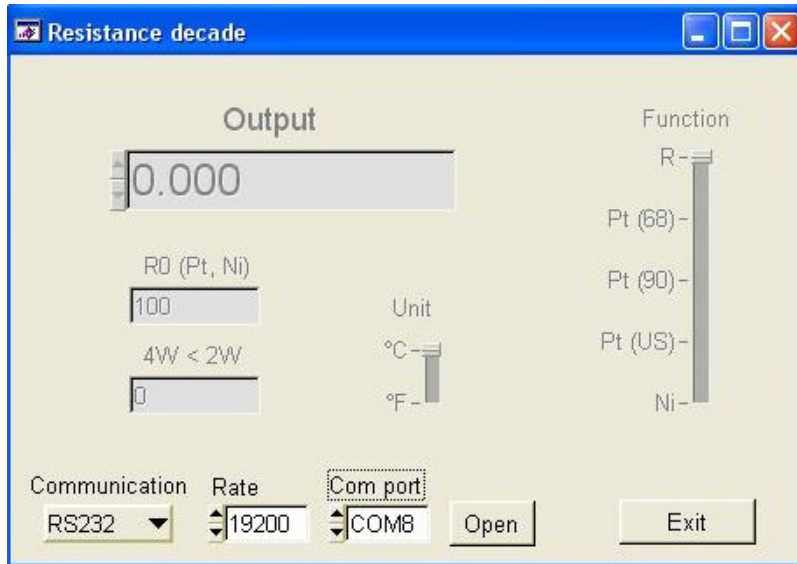 Resistance decade
Output
0.000
Function
R
Pt (68)
Pt (90)
Pt (US)
Ni
R0 (Pt, Ni)
100
4W < 2W
0
Unit
°C
°F
Communication
RS232
Rate
19200
Com port
COM8
Open
Exit